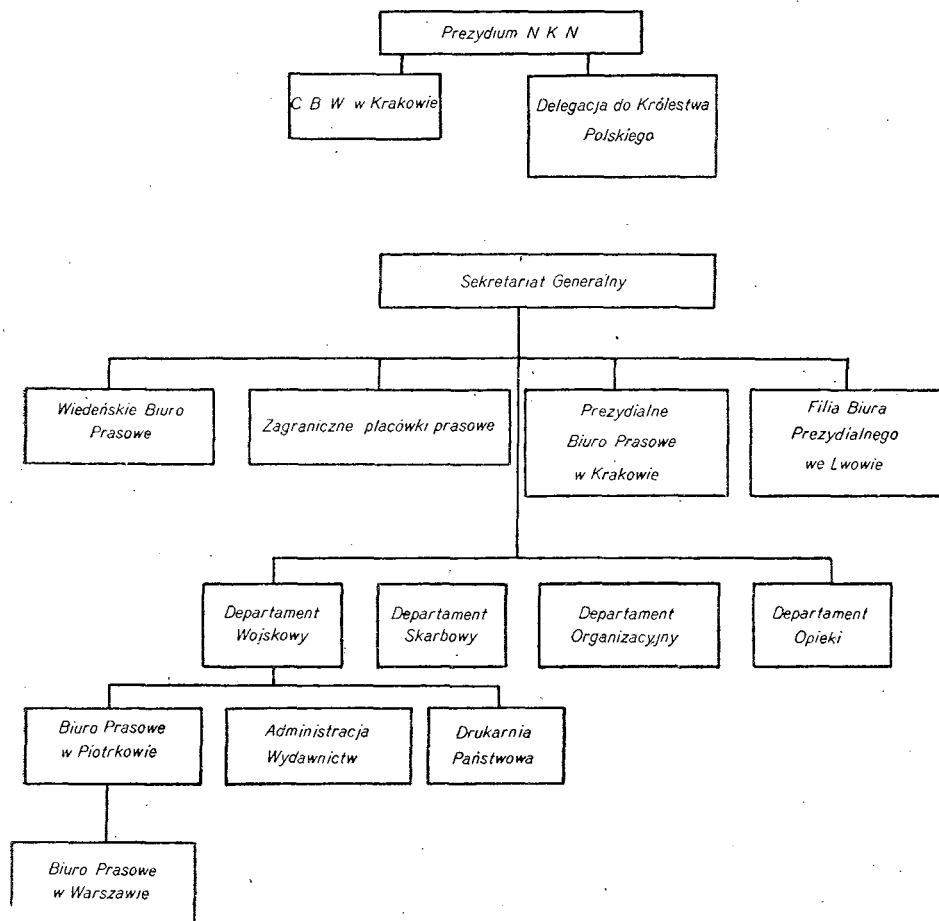 Prezydium N K N
C B W w Krakowie
Delegacja do Królestwa
Polskiego
Sekretariat Generalny
Wiedeńskie Biuro
Prasowe
Zagraniczne placówki prasowe
Prezydialne
Biuro Prasowe
w Krakowie
Filia Biura
Prezydialnego
we Lwowie
Departament
Wojskowy
Departament
Skarbowy
Departament
Organizacyjny
Departament
Opieki
Biuro Prasowe
w Piotrkowie
Administracja
Wydawnictw
Drukarnia
Państwowa
Biuro Prasowe
w Warszawie